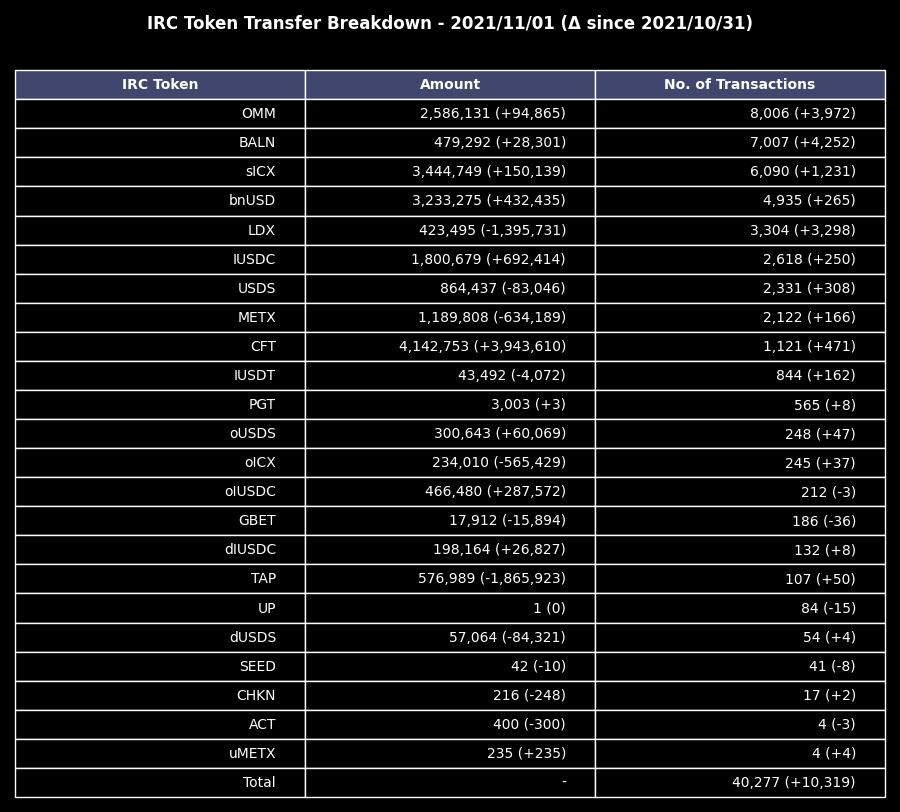 IRC Token Transfer Breakdown - 2021/11/01 (Δ since 2021/10/31)
IRC Token Amount No. of Transactions
OMM 2,586,131 (+94,865) 8,006 (+3,972)
BALN 479,292 (+28,301) 7,007 (+4,252)
sICX 3,444,749 (+150,139) 6,090 (+1,231)
bnUSD 3,233,275 (+432,435) 4,935 (+265)
LDX 423,495 (-1,395,731) 3,304 (+3,298)
IUSDC 1,800,679 (+692,414) 2,618 (+250)
USDS 864,437 (-83,046) 2,331 (+308)
METX 1,189,808 (-634,189) 2,122 (+166)
CFT 4,142,753 (+3,943,610) 1,121 (+471)
IUSDT 43,492 (-4,072) 844 (+162)
PGT 3,003 (+3) 565 (+8)
oUSDS 300,643 (+60,069) 248 (+47)
oICX 234,010 (-565,429) 245 (+37)
oIUSDC 466,480 (+287,572) 212 (-3)
GBET 17,912 (-15,894) 186 (-36)
dIUSDC 198,164 (+26,827) 132 (+8)
TAP 576,989 (-1,865,923) 107 (+50)
UP 1 (0) 84 (-15)
dUSDS 57,064 (-84,321) 54 (+4)
SEED 42 (-10) 41 (-8)
CHKN 216 (-248) 17 (+2)
ACT 400 (-300) 4 (-3)
uMETX 235 (+235) 4 (+4)
Total - 40,277 (+10,319)